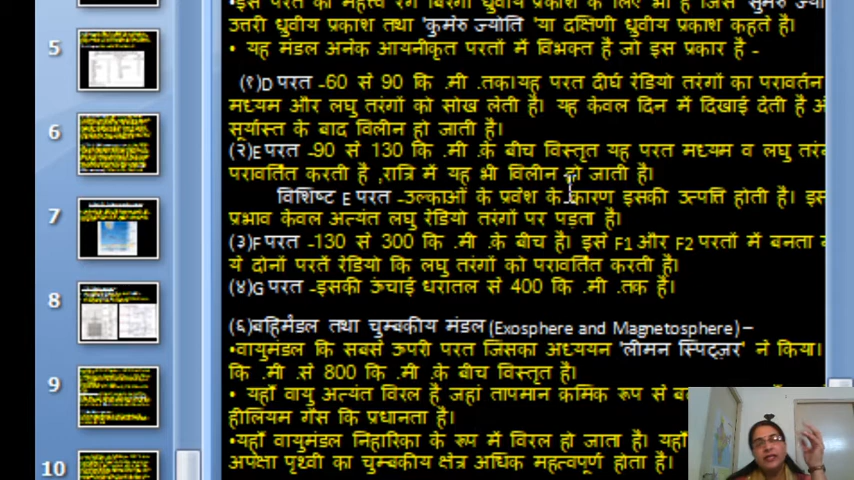 •इस परत का महत्त्व रंग बिरंगी ध्रुवीय प्रकाश के लिए भी है जिसे 'सुमेरु ज्यो
उत्तरी ध्रुवीय प्रकाश तथा 'कुमेरु ज्योति 'या दक्षिणी ध्रुवीय प्रकाश कहते है।
• यह मंडल अनेक आयनीकृत परतों में विभक्त है जो इस प्रकार है -
(१)D परत -60 से 90 कि .मी .तक।यह परत दीर्घ रेडियो तरंगों का परावर्तन
मध्यम और लघु तरंगों को सोख लेती है। यह केवल दिन में दिखाई देती है
सूर्यास्त के बाद विलीन हो जाती है।
(२)E परत -90 से 130 कि .मी .के बीच विस्तृत यह परत मध्यम व लघु तरं
परावर्तित करती है ,रात्रि में यह भी विलीन हो जाती है।
विशिष्ट E परत -उल्काओं के प्रवेश के कारण इसकी उत्पत्ति होती है। इस
प्रभाव केवल अत्यंत लघु रेडियो तरंगों पर पड़ता है।
(३)F परत -130 से 300 कि .मी .के बीच है। इसे F1 और F2 परतों में बनता
ये दोनों परतें रेडियो कि लघु तरंगों को परावर्तित करती है।
(४)G परत -इसकी ऊंचाई धरातल से 400 कि .मी .तक है।
(६)बहिर्मंडल तथा चुम्बकीय मंडल (Exosphere and Magnetosphere) –
•वायुमंडल कि सबसे ऊपरी परत जिसका अध्ययन 'लीमन स्पिट्ज़र' ने किया।
कि .मी .से 800 कि .मी .के बीच विस्तृत है।
• यहाँ वायु अत्यंत विरल है जहां तापमान क्रमिक रूप से
हीलियम गैस कि प्रधानता है।
•यहाँ वायुमंडल निहारिका के रूप में विरल हो जाता है। यहाँ
अपेक्षा पृथ्वी का चुम्बकीय क्षेत्र अधिक महत्वपूर्ण होता है।
5
6
7
8
9
10